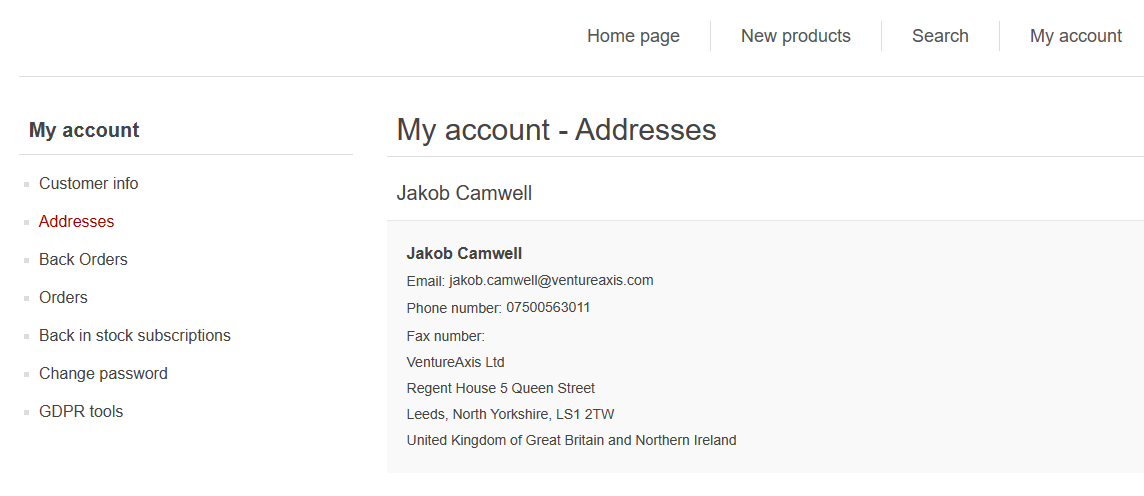 Home page
New products
Search
My account
My account
Customer info
Addresses
Back Orders
Orders
Back in stock subscriptions
Change password
GDPR tools
My account - Addresses
Jakob Camwell
Jakob Camwell
Email: jakob.camwell@ventureaxis.com
Phone number: 07500563011
Fax number:
VentureAxis Ltd
Regent House 5 Queen Street
Leeds, North Yorkshire, LS1 2TW
United Kingdom of Great Britain and Northern Ireland